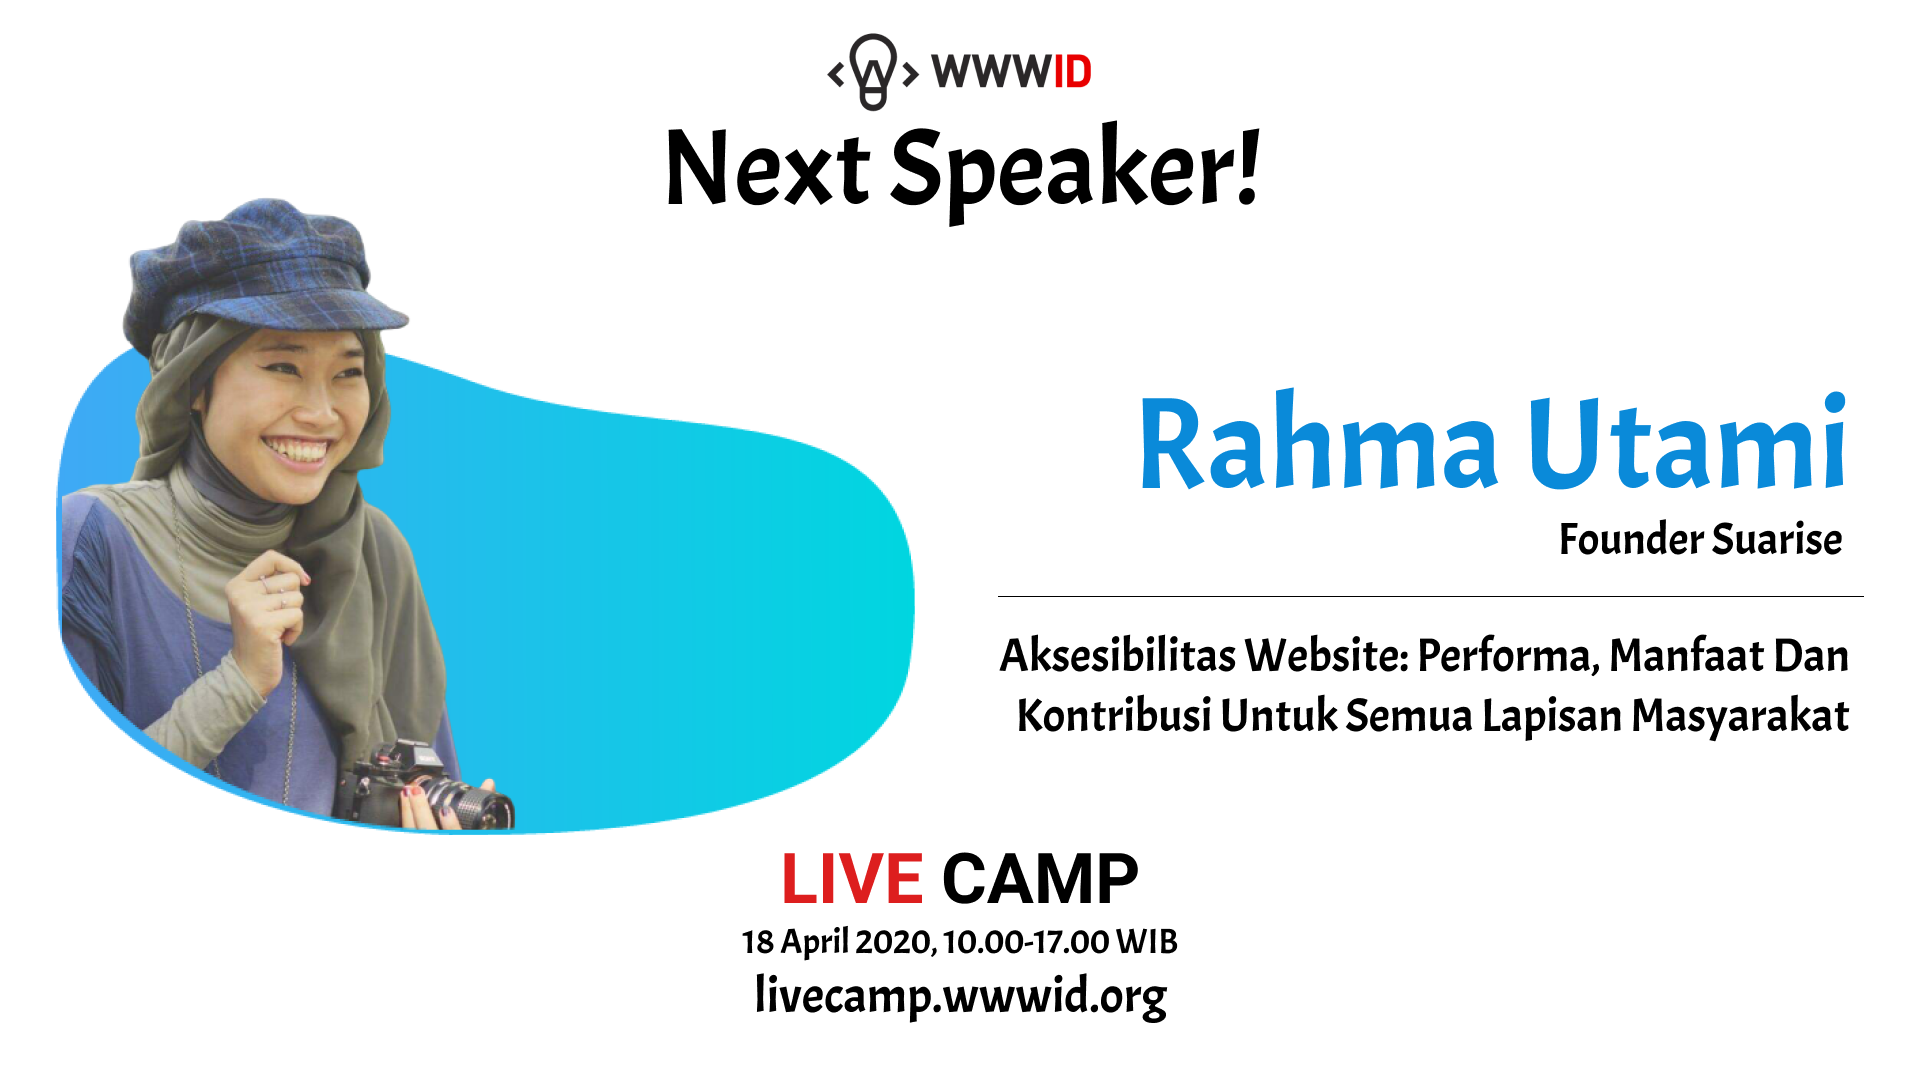 WWWID
Next Speaker!
Rahma Utami
Founder Suarise
Aksesibilitas Website: Performa, Manfaat Dan
Kontribusi Untuk Semua Lapisan Masyarakat
LIVE CAMP
18 April 2020, 10.00-17.00 WIB
livecamp.wwwid.org